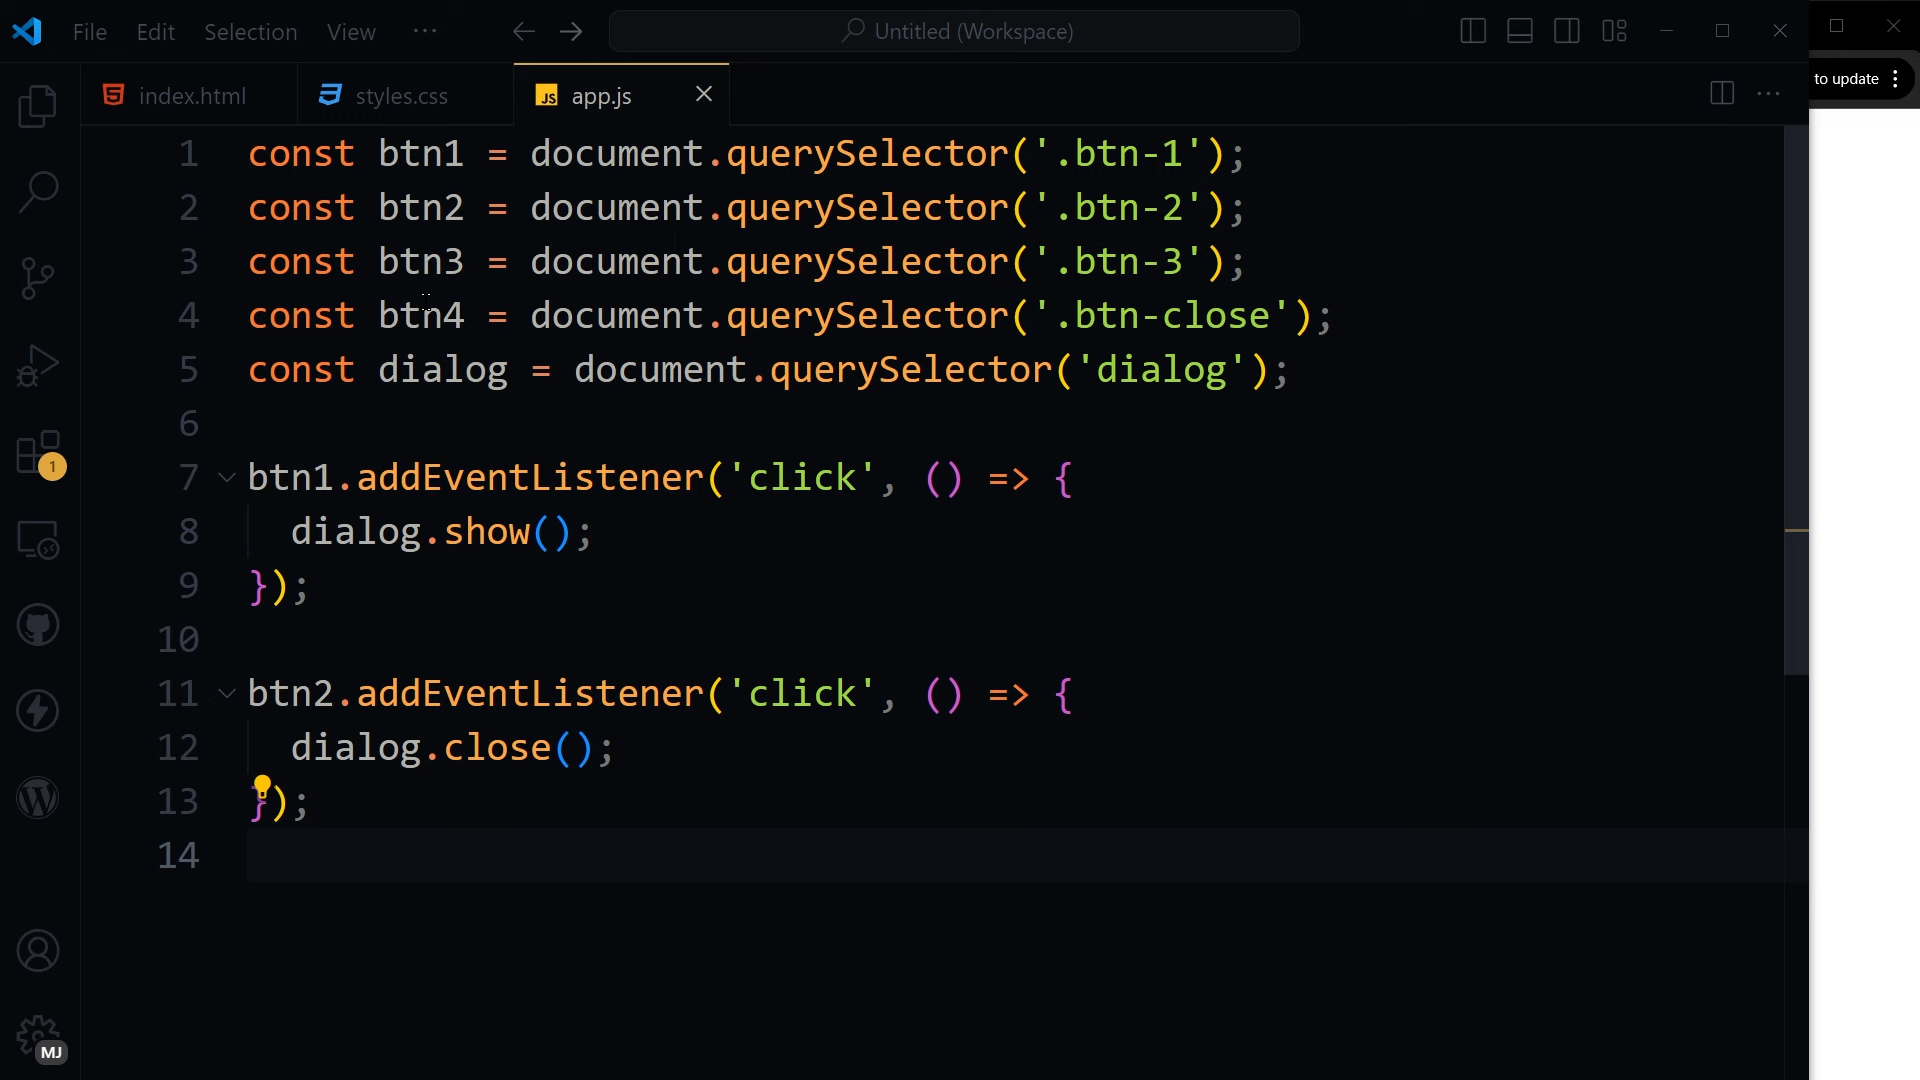 File Edit Selection View ··· Untitled (Workspace)
to update
index.html styles.css JS app.js
1 const btn1 = document.querySelector('.btn-1');
2 const btn2 = document.querySelector('.btn-2');
3 const btn3 = document.querySelector('.btn-3');
4 const btn4 = document.querySelector('.btn-close');
5 const dialog = document.querySelector('dialog');
6
7 btn1.addEventListener('click', () => {
8 dialog.show();
9 });
10
11 btn2.addEventListener('click', () => {
12 dialog.close();
13 });
14
1
MJ